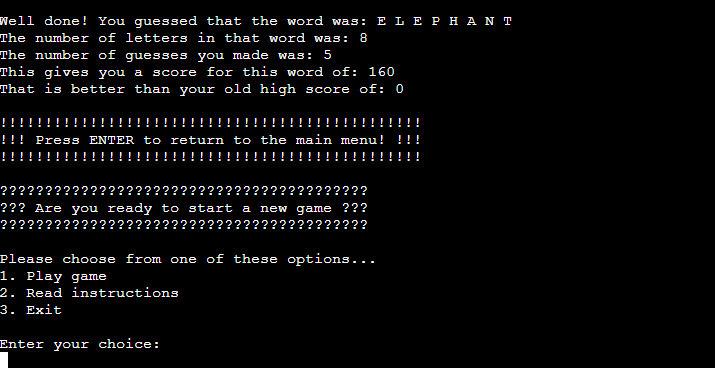 Well done! You guessed that the word was: E L E P H A N T
The number of letters in that word was: 8
The number of guesses you made was: 5
This gives you a score for this word of: 160
That is better than your old high score of: 0
!!!!!!!!!!!!!!!!!!!!!!!!!!!!!!!!!!!!!!!!!!!!!!!
!!! Press ENTER to return to the main menu! !!!
!!!!!!!!!!!!!!!!!!!!!!!!!!!!!!!!!!!!!!!!!!!!!!!
?????????????????????????????????????????
??? Are you ready to start a new game ???
?????????????????????????????????????????
Please choose from one of these options...
1. Play game
2. Read instructions
3. Exit
Enter your choice: